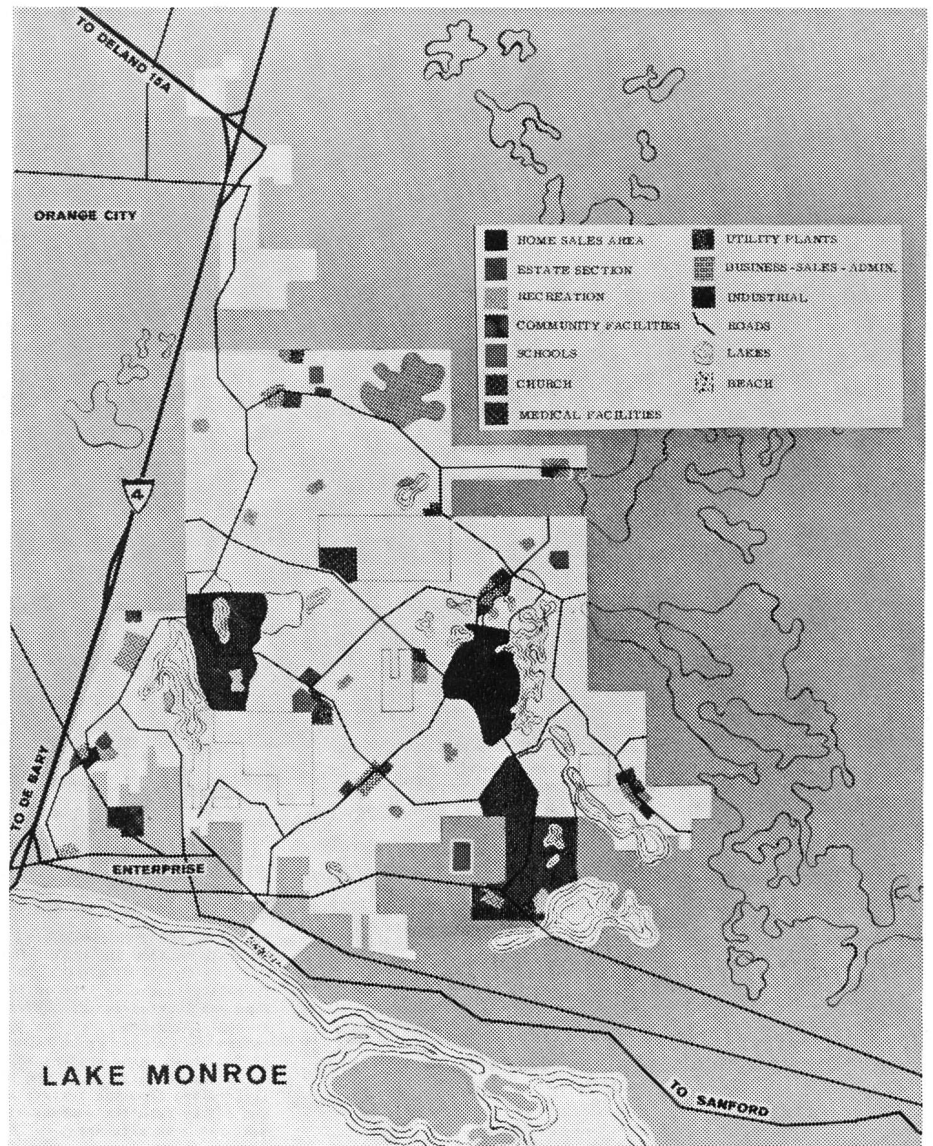 TO DELAND 15A
ORANGE CITY
HOME SALES AREA
ESTATE SECTION
RECREATION
COMMUNITY FACILITIES
SCHOOLS
CHURCH
MEDICAL FACILITIES
UTILITY PLANTS
BUSINESS-SALES-ADMIN.
INDUSTRIAL
ROADS
LAKES
BEACH
4
TO DE BARY
ENTERPRISE
LAKE MONROE
TO SANFORD